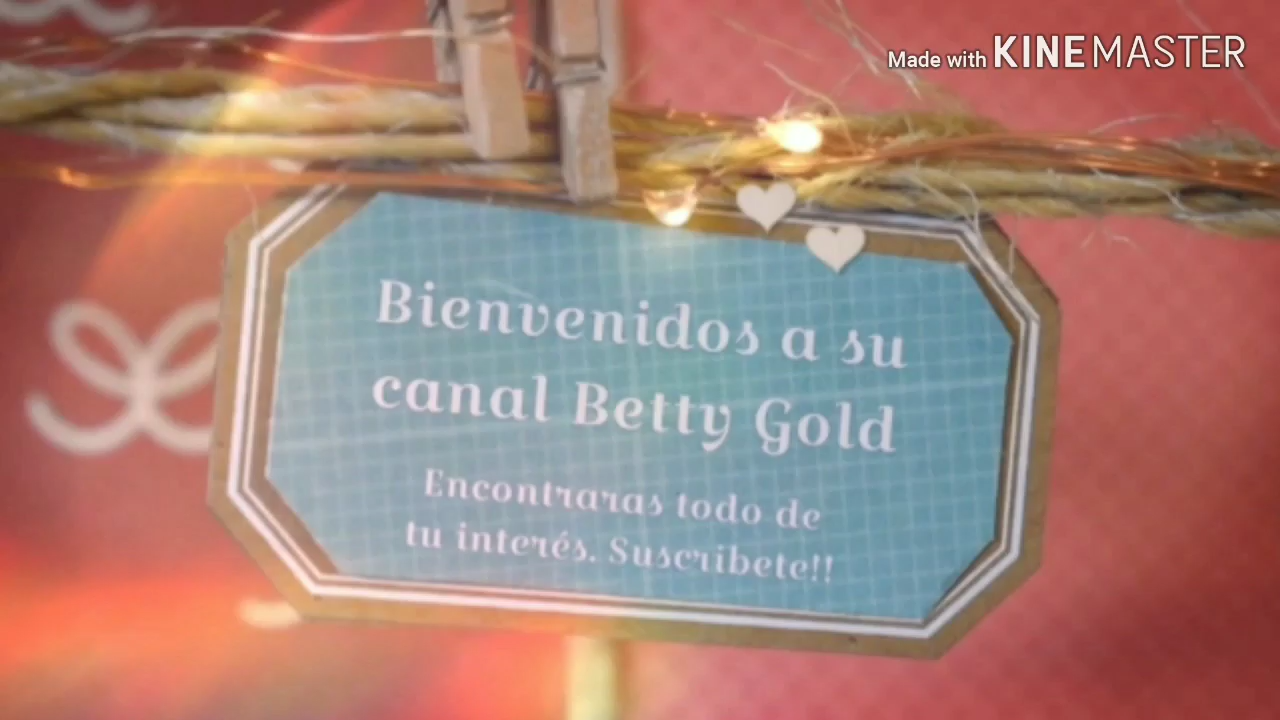 Made with KINEMASTER
Bienvenidos a su
canal Betty Gold
Encontraras todo de
tu interés. Suscribete!!